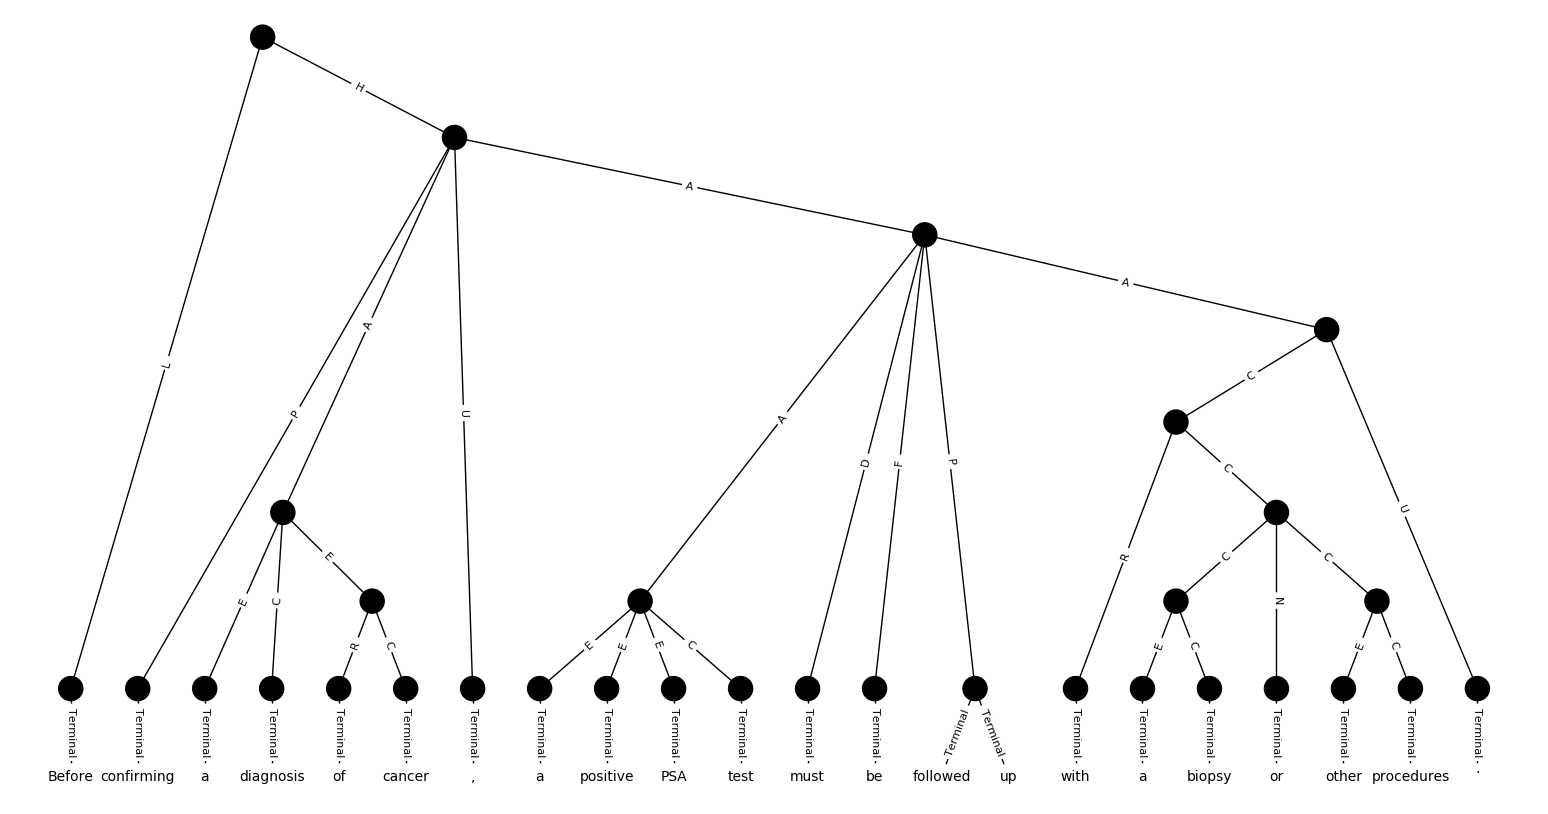 H
A
A
L
A
P
U
A
D
F
P
C
C
R
U
E
C
E
R
C
E
E
E
C
C
N
C
E
C
E
C
Terminal Terminal Terminal Terminal Terminal Terminal Terminal Terminal Terminal Terminal Terminal Terminal Terminal Terminal Terminal Terminal Terminal Terminal Terminal Terminal Terminal Terminal
Before confirming a diagnosis of cancer , a positive PSA test must be followed up with a biopsy or other procedures .